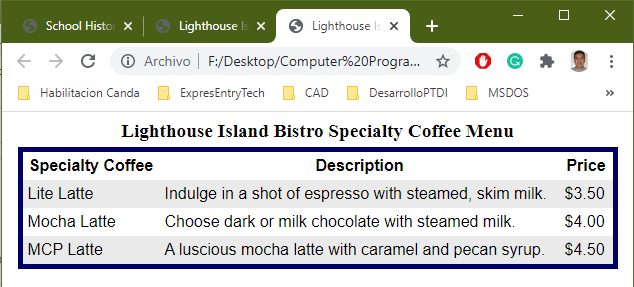 School Histo
Lighthouse Is
Lighthouse Is
Archivo | F:/Desktop/Computer%20Progra...
Habilitacion Canda
ExpresEntryTech
CAD
DesarrolloPTDI
MSDOS
Lighthouse Island Bistro Specialty Coffee Menu
Specialty Coffee Description Price
Lite Latte Indulge in a shot of espresso with steamed, skim milk. $3.50
Mocha Latte Choose dark or milk chocolate with steamed milk. $4.00
MCP Latte A luscious mocha latte with caramel and pecan syrup. $4.50